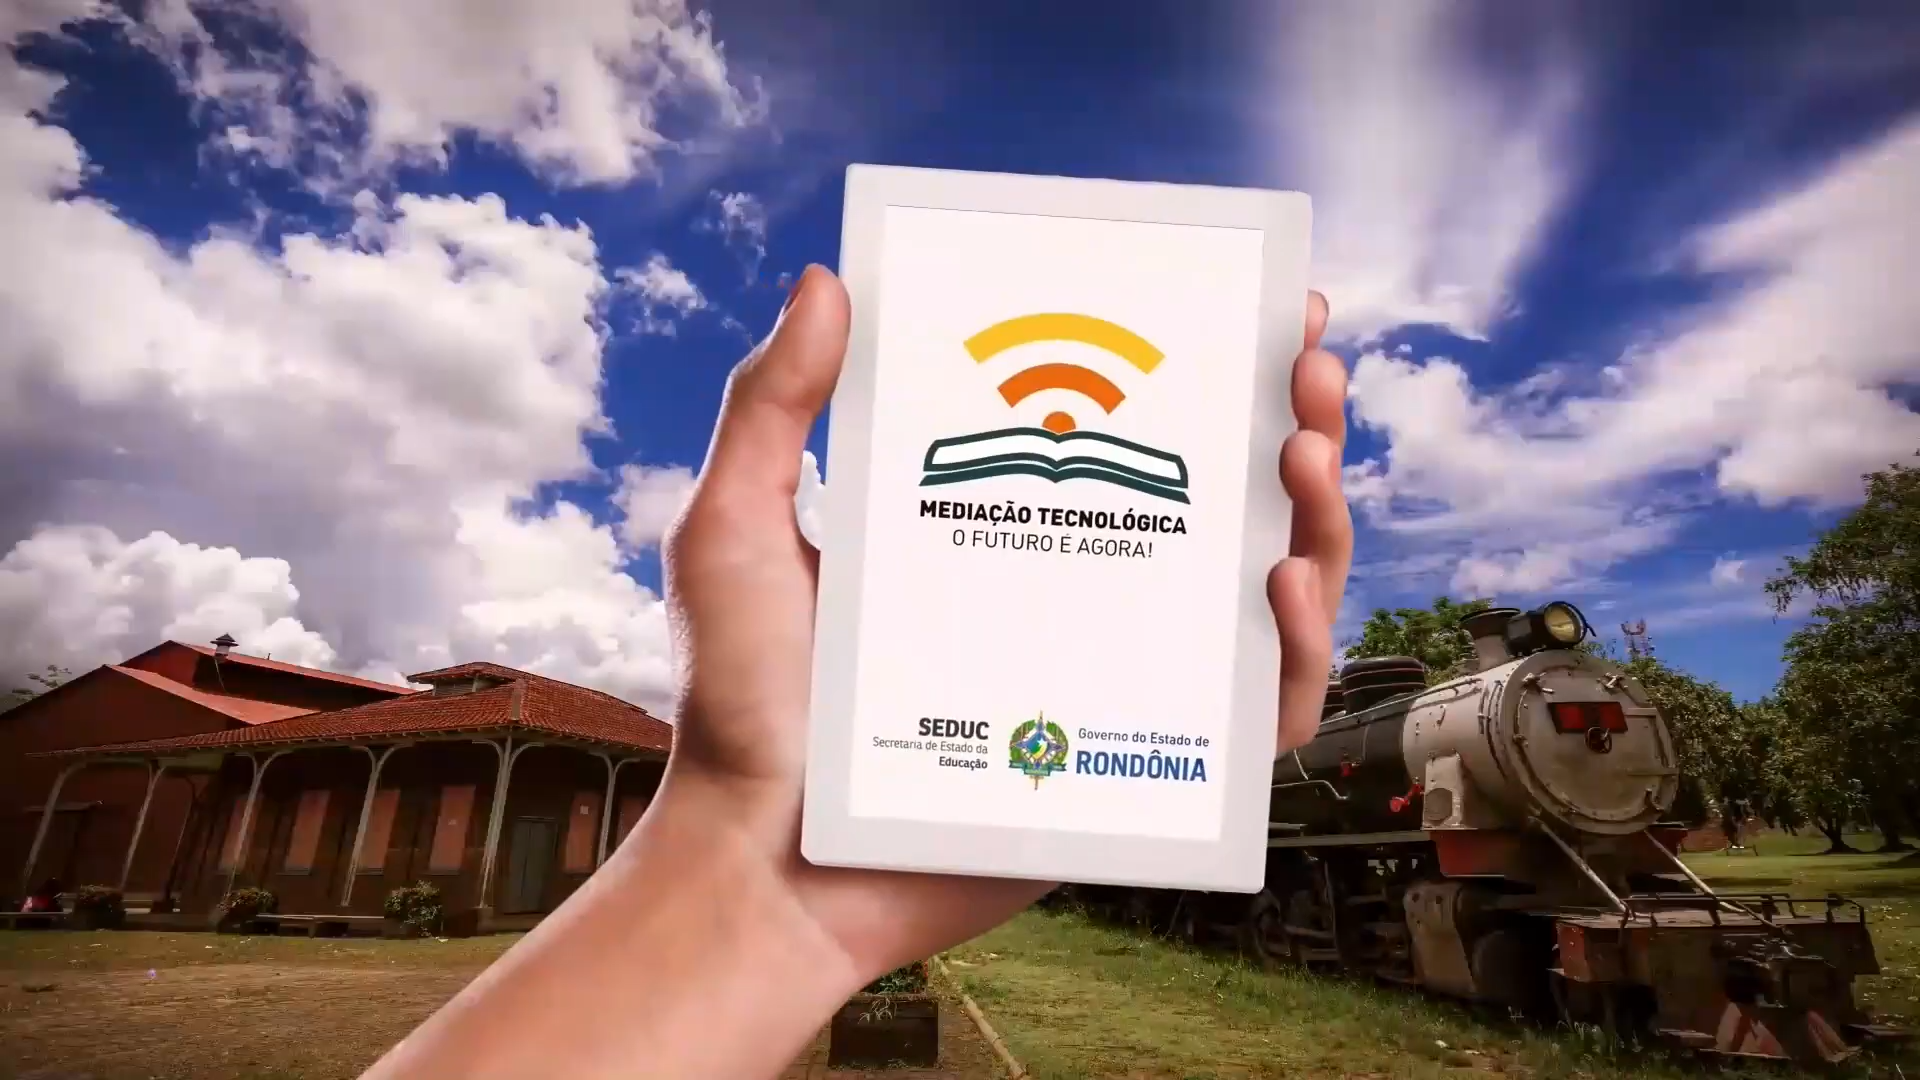 MEDIAÇÃO TECNOLÓGICA
O FUTURO É AGORA!
SEDUC
Secretaria de Estado da
Educação
Governo do Estado de
RONDÔNIA